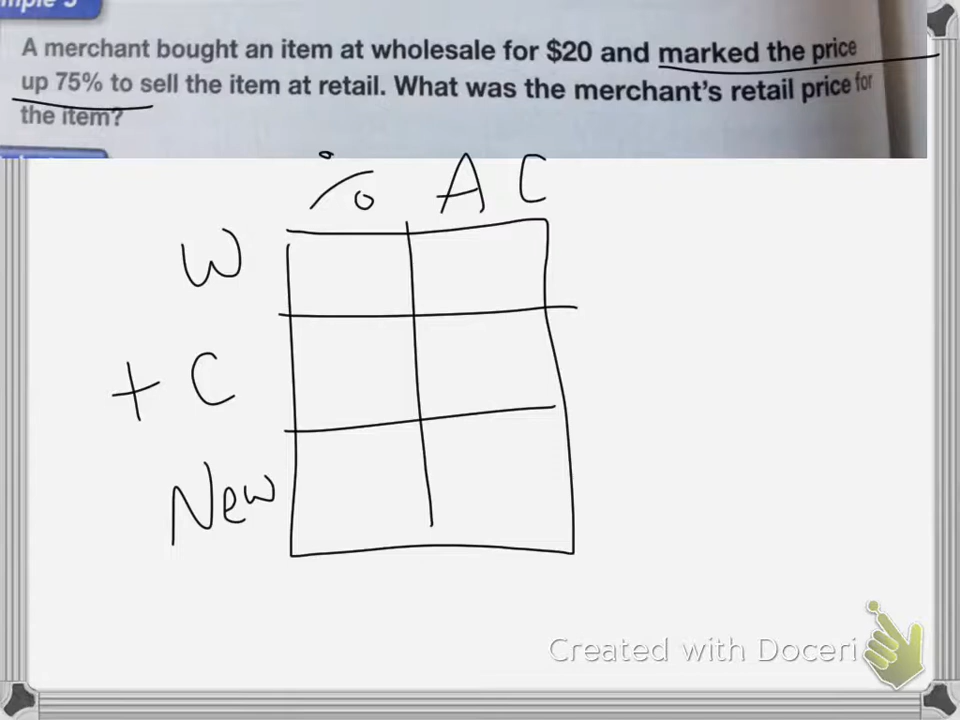 A merchant bought an item at wholesale for $20 and marked the price
up 75% to sell the item at retail. What was the merchant's retail price for
the item?
% A C
W
+ C
New
Created with Doceri